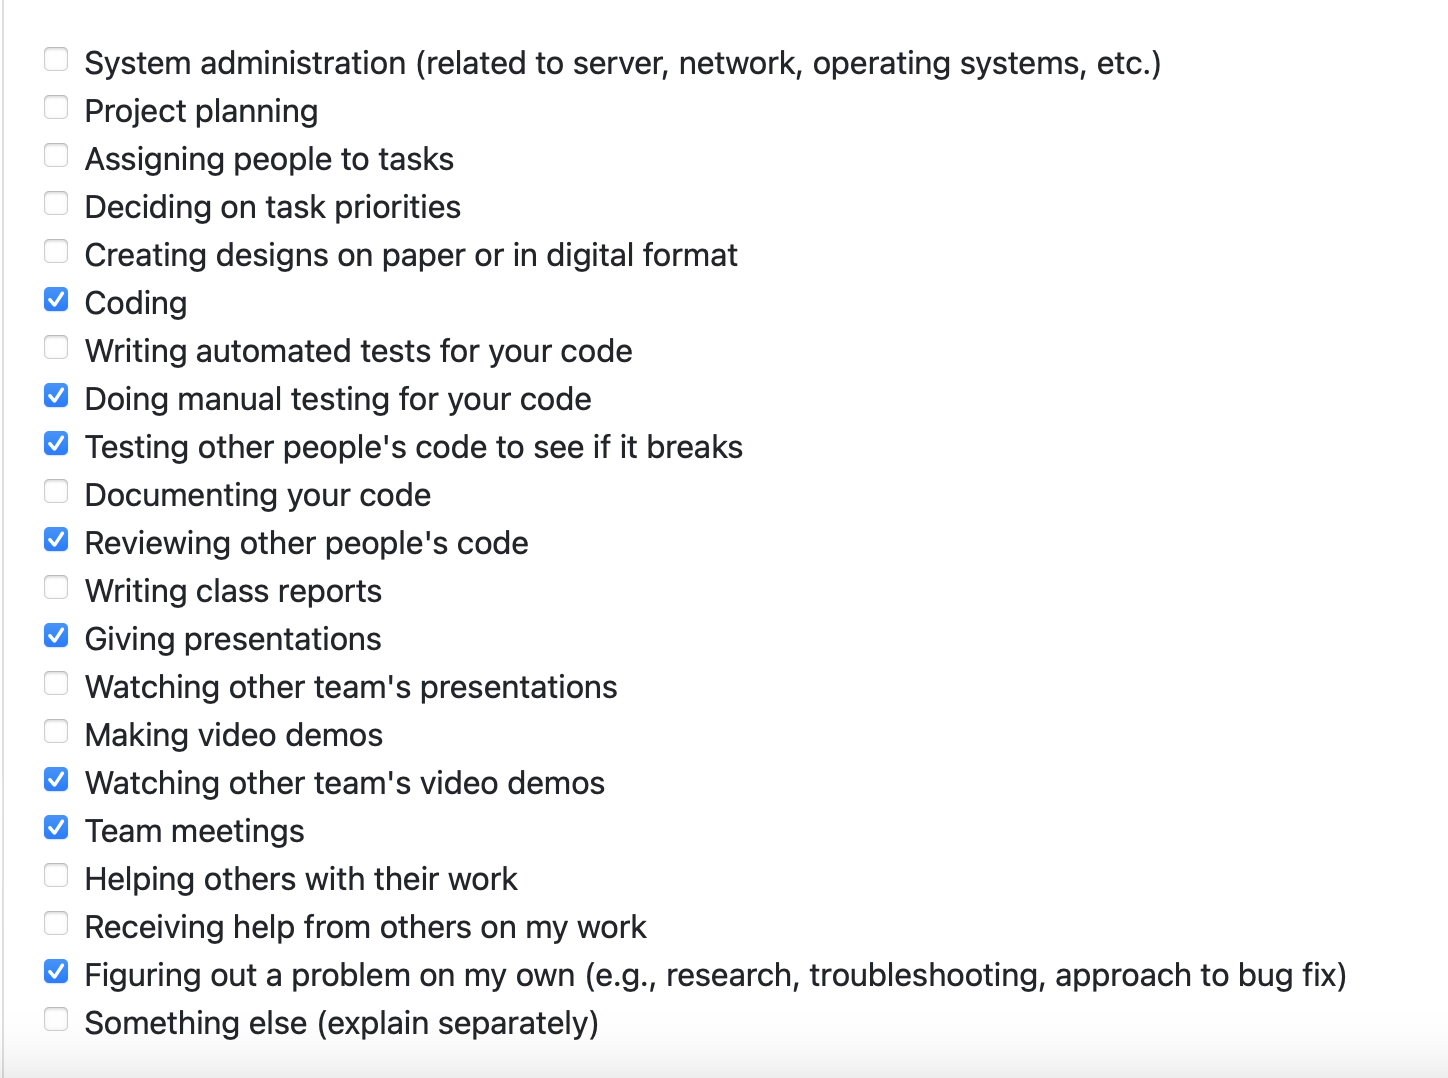 System administration (related to server, network, operating systems, etc.)
Project planning
Assigning people to tasks
Deciding on task priorities
Creating designs on paper or in digital format
Coding
Writing automated tests for your code
Doing manual testing for your code
Testing other people's code to see if it breaks
Documenting your code
Reviewing other people's code
Writing class reports
Giving presentations
Watching other team's presentations
Making video demos
Watching other team's video demos
Team meetings
Helping others with their work
Receiving help from others on my work
Figuring out a problem on my own (e.g., research, troubleshooting, approach to bug fix)
Something else (explain separately)